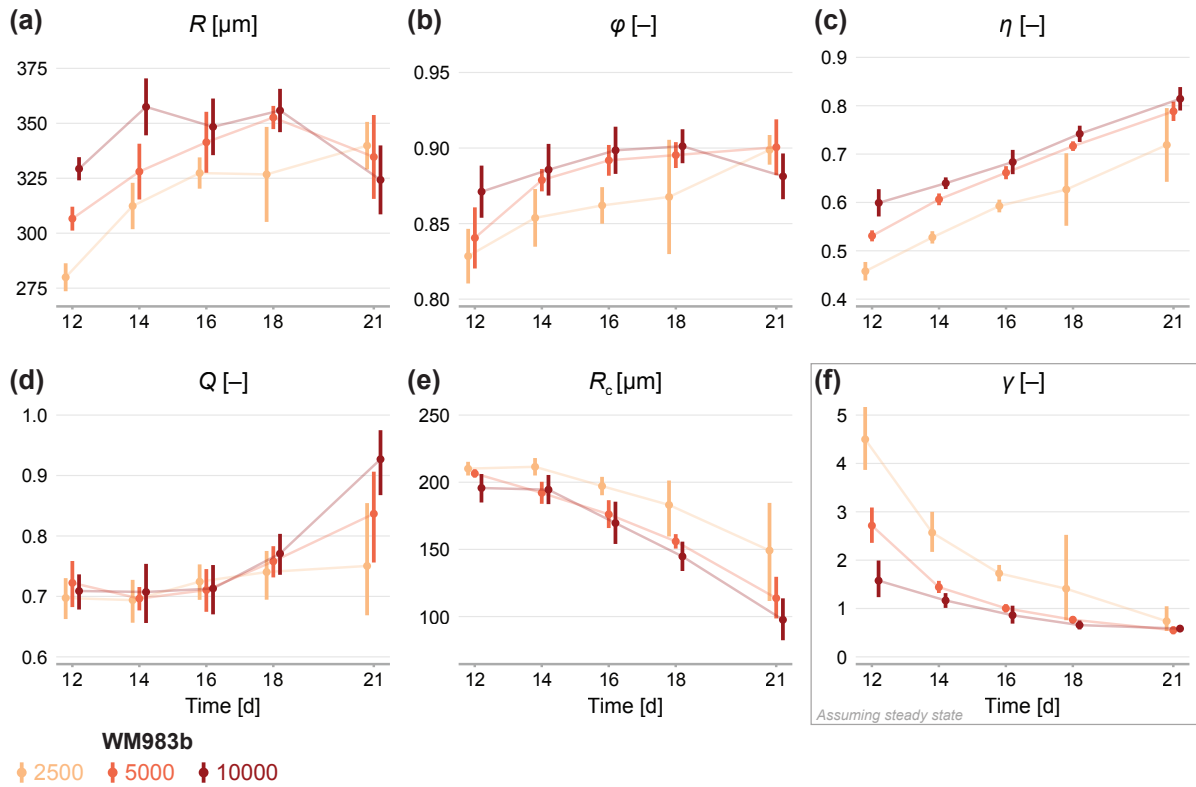 (a) R [µm] (b) φ [–] (c) η [–]
375 0.95 0.9
350 0.8
0.90 0.7
325
0.6
300 0.85
0.5
275
0.80 0.4
12 14 16 18 21 12 14 16 18 21 12 14 16 18 21
(d) Q [–] (e) Rc [µm] (f) γ [–]
1.0 250 5
0.9 200 4
3
0.8 150
2
0.7 100 1
0.6 0
12 14 16 18 21 12 14 16 18 21 12 14 16 18 21
Time [d] Time [d] Time [d]
Assuming steady state
WM983b
2500 5000 10000